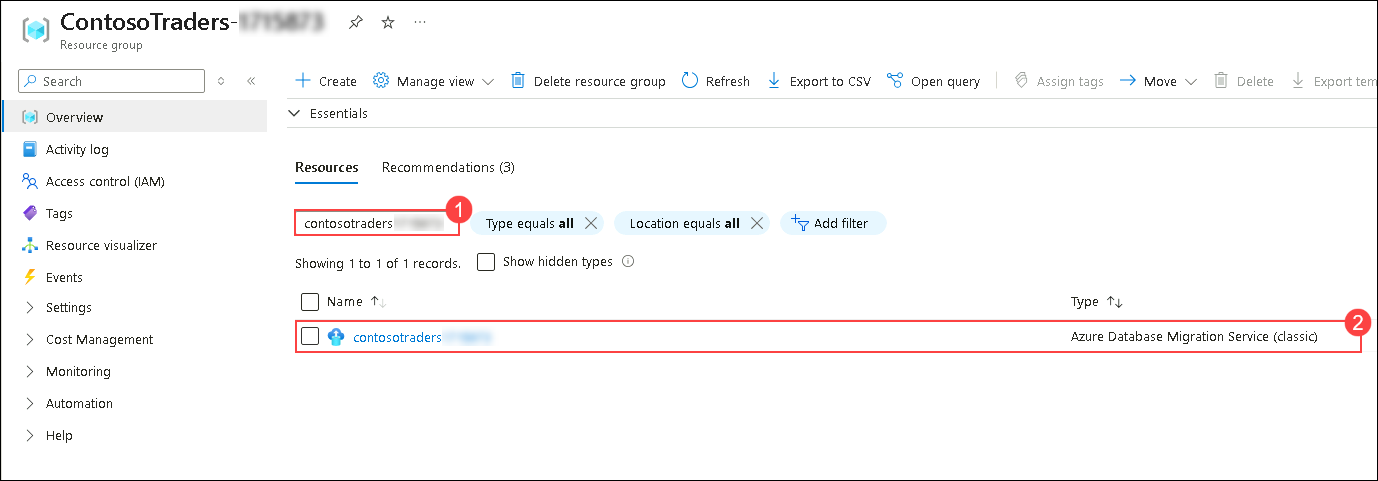 ContosoTraders-
Resource group
Search
Create Manage view Delete resource group Refresh Export to CSV Open query Assign tags Move Delete Export tem
Essentials
Overview
Activity log
Access control (IAM)
Tags
Resource visualizer
Events
Settings
Cost Management
Monitoring
Automation
Help
Resources Recommendations (3)
contosotraders 1 Type equals all Location equals all Add filter
Showing 1 to 1 of 1 records. Show hidden types
Name Type
2
contosotraders Azure Database Migration Service (classic)